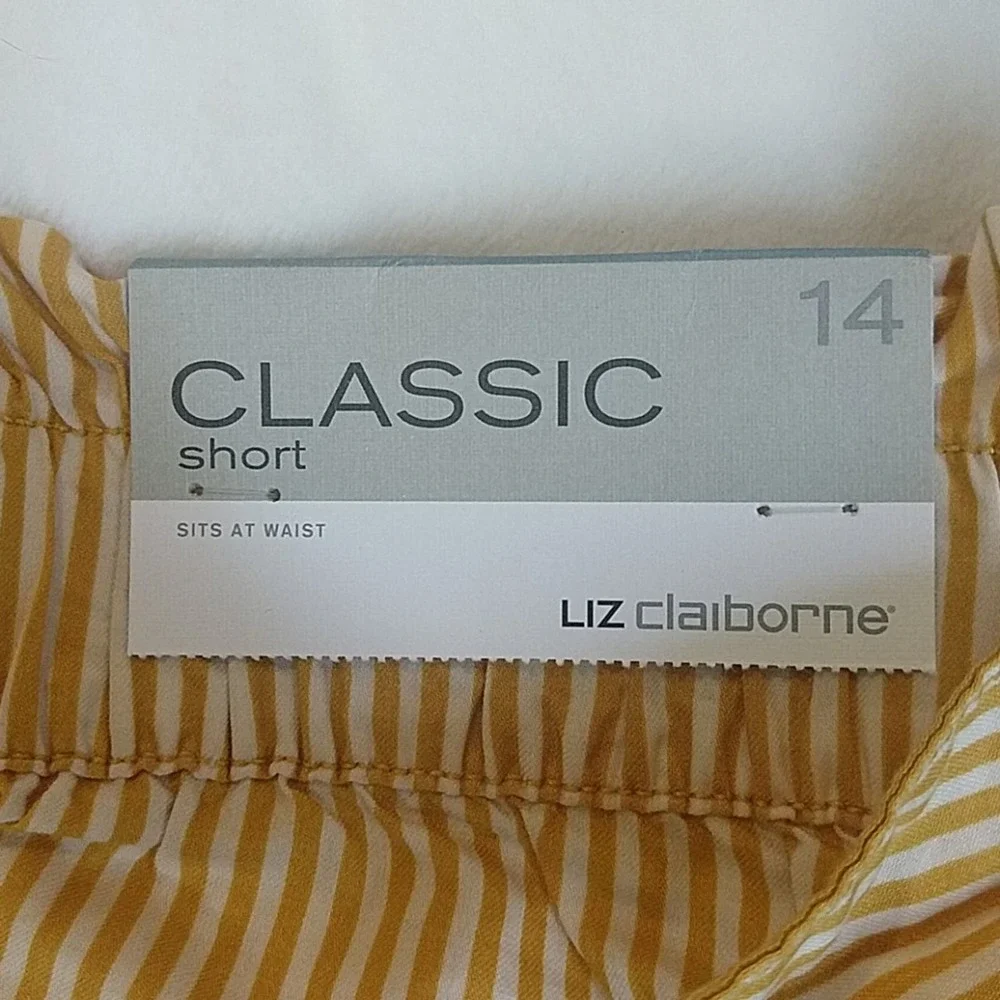 14
CLASSIC
short
SITS AT WAIST
LIZ claiborne®